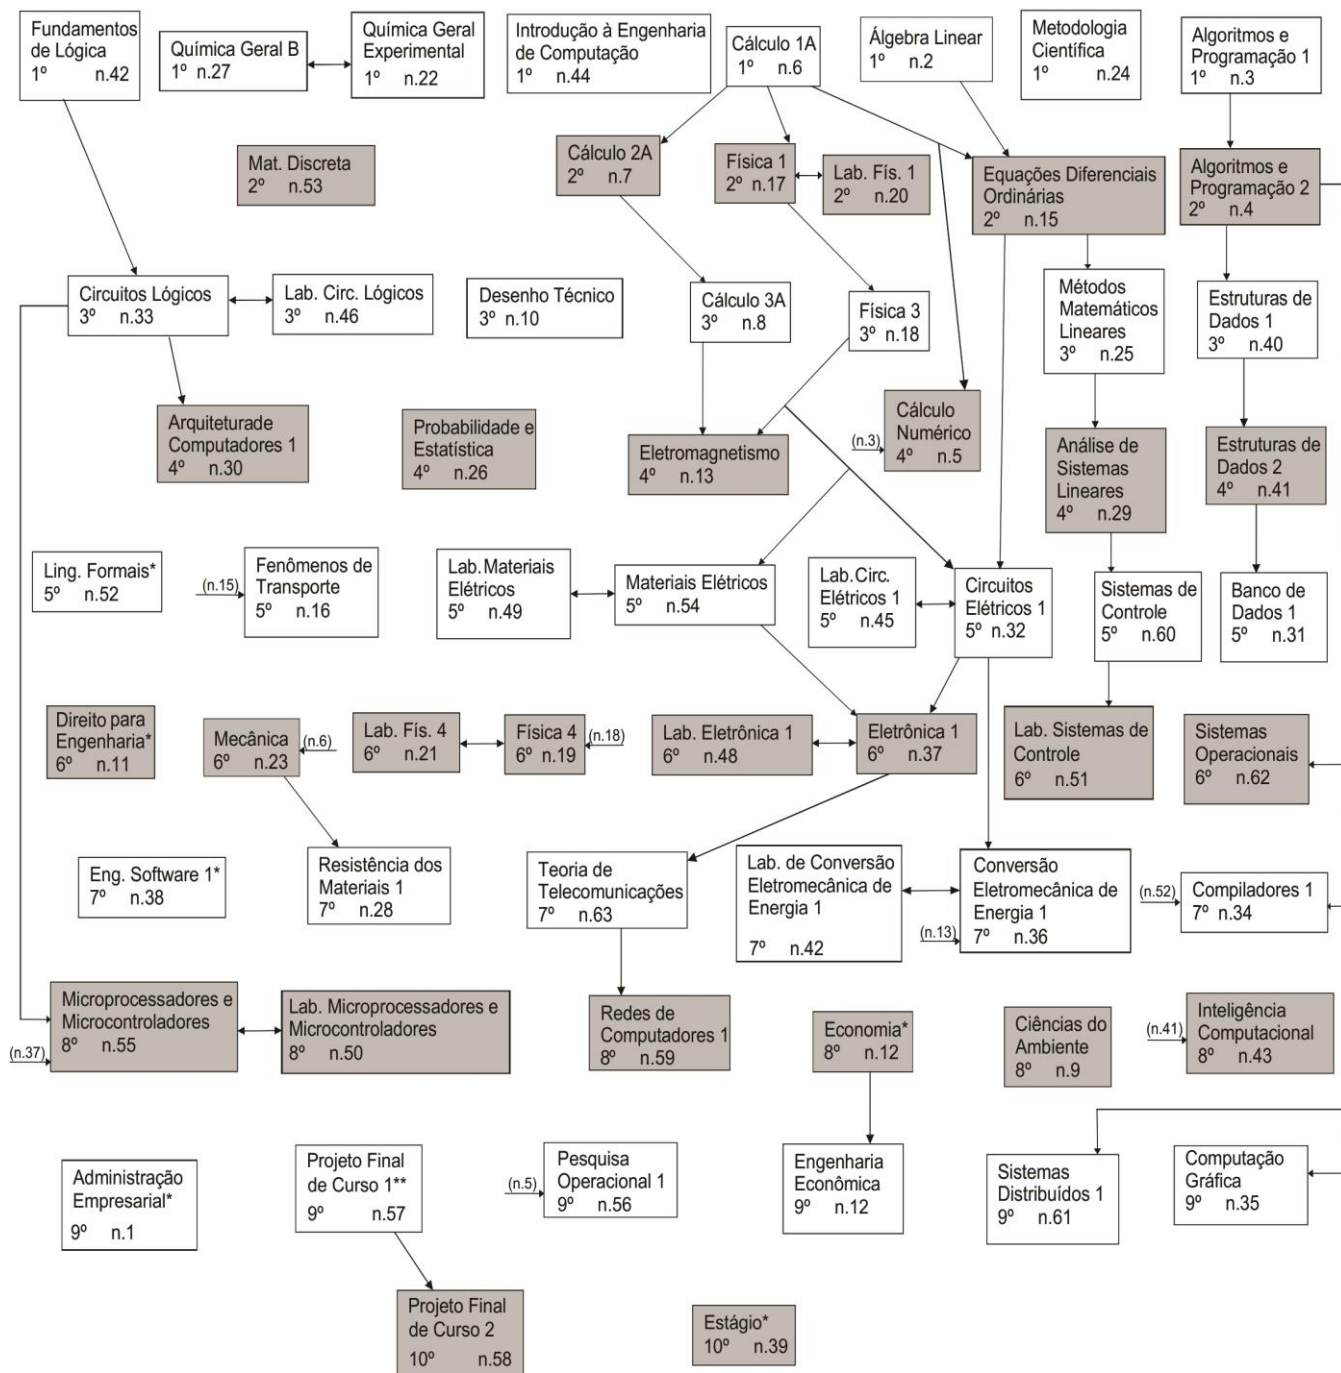 Fundamentos
de Lógica
1º n.42
Química Geral B
1º n.27
Química Geral
Experimental
1º n.22
Introdução à Engenharia
de Computação
1º n.44
Cálculo 1A
1º n.6
Álgebra Linear
1º n.2
Metodologia
Científica
1º n.24
Algoritmos e
Programação 1
1º n.3
Mat. Discreta
2º n.53
Cálculo 2A
2º n.7
Física 1
2º n.17
Lab. Fís. 1
2º n.20
Equações Diferenciais
Ordinárias
2º n.15
Algoritmos e
Programação 2
2º n.4
Circuitos Lógicos
3º n.33
Lab. Circ. Lógicos
3º n.46
Desenho Técnico
3º n.10
Cálculo 3A
3º n.8
Física 3
3º n.18
Métodos
Matemáticos
Lineares
3º n.25
Estruturas de
Dados 1
3º n.40
Arquiteturade
Computadores 1
4º n.30
Probabilidade e
Estatística
4º n.26
Eletromagnetismo
4º n.13
(n.3)
Cálculo
Numérico
4º n.5
Análise de
Sistemas
Lineares
4º n.29
Estruturas de
Dados 2
4º n.41
Ling. Formais*
5º n.52
(n.15)
Fenômenos de
Transporte
5º n.16
Lab. Materiais
Elétricos
5º n.49
Materiais Elétricos
5º n.54
Lab.Circ.
Elétricos 1
5º n.45
Circuitos
Elétricos 1
5º n.32
Sistemas de
Controle
5º n.60
Banco de
Dados 1
5º n.31
Direito para
Engenharia*
6º n.11
Mecânica
6º n.23
(n.6)
Lab. Fís. 4
6º n.21
Física 4
6º n.19
(n.18)
Lab. Eletrônica 1
6º n.48
Eletrônica 1
6º n.37
Lab. Sistemas de
Controle
6º n.51
Sistemas
Operacionais
6º n.62
Eng. Software 1*
7º n.38
Resistência dos
Materiais 1
7º n.28
Teoria de
Telecomunicações
7º n.63
Lab. de Conversão
Eletromecânica de
Energia 1
7º n.42
(n.13)
Conversão
Eletromecânica de
Energia 1
7º n.36
(n.52)
Compiladores 1
7º n.34
(n.37)
Microprocessadores e
Microcontroladores
8º n.55
Lab. Microprocessadores e
Microcontroladores
8º n.50
Redes de
Computadores 1
8º n.59
Economia*
8º n.12
Ciências do
Ambiente
8º n.9
(n.41)
Inteligência
Computacional
8º n.43
Administração
Empresarial*
9º n.1
Projeto Final
de Curso 1**
9º n.57
(n.5)
Pesquisa
Operacional 1
9º n.56
Engenharia
Econômica
9º n.12
Sistemas
Distribuídos 1
9º n.61
Computação
Gráfica
9º n.35
Projeto Final
de Curso 2
10º n.58
Estágio*
10º n.39